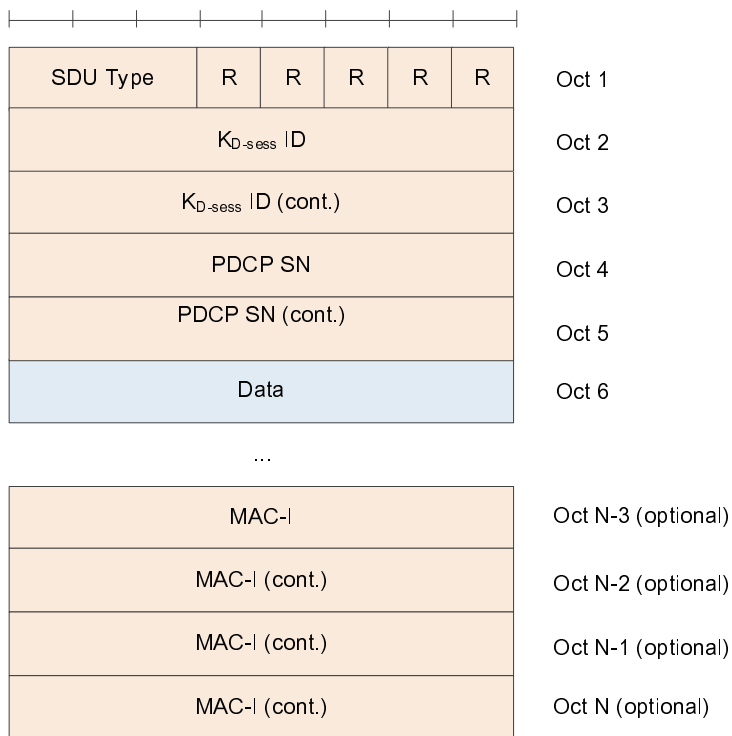 SDU Type R R R R R Oct 1
KD-sess ID Oct 2
KD-sess ID (cont.) Oct 3
PDCP SN Oct 4
PDCP SN (cont.) Oct 5
Data Oct 6
...
MAC-I Oct N-3 (optional)
MAC-I (cont.) Oct N-2 (optional)
MAC-I (cont.) Oct N-1 (optional)
MAC-I (cont.) Oct N (optional)